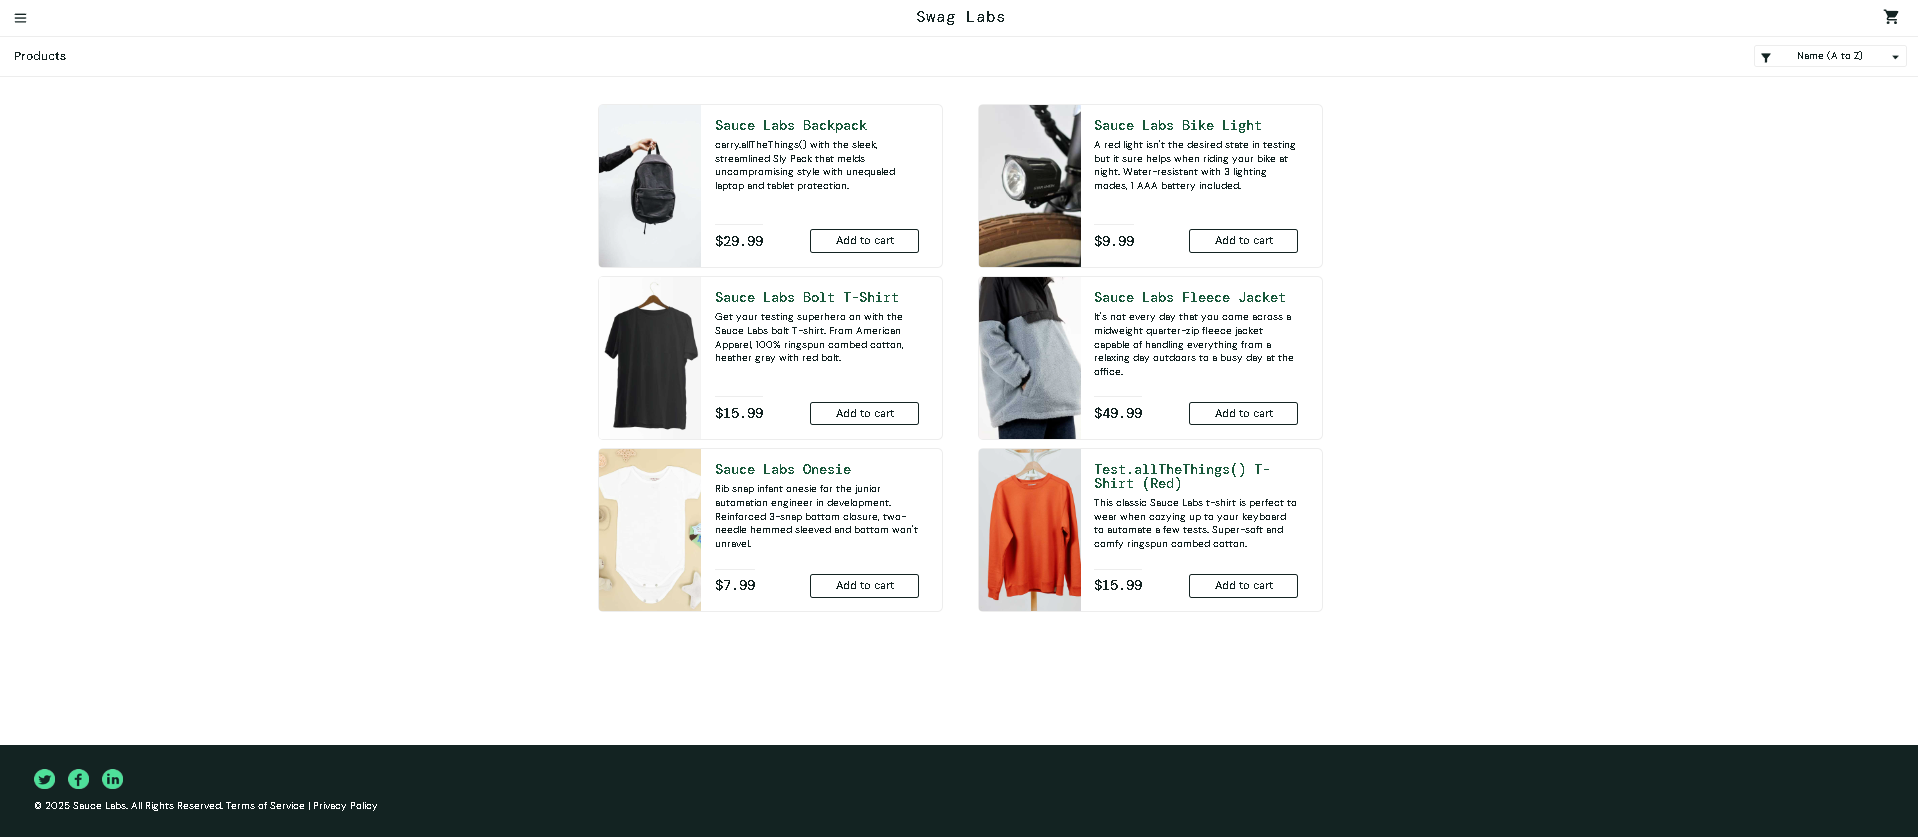 Swag Labs
Products
Name (A to Z)
Sauce Labs Backpack
carry.allTheThings() with the sleek,
streamlined Sly Pack that melds
uncompromising style with unequaled
laptop and tablet protection.
$29.99
Add to cart
Sauce Labs Bike Light
A red light isn't the desired state in testing
but it sure helps when riding your bike at
night. Water-resistant with 3 lighting
modes, 1 AAA battery included.
$9.99
Add to cart
Sauce Labs Bolt T-Shirt
Get your testing superhero on with the
Sauce Labs bolt T-shirt. From American
Apparel, 100% ringspun combed cotton,
heather gray with red bolt.
$15.99
Add to cart
Sauce Labs Fleece Jacket
It's not every day that you come across a
midweight quarter-zip fleece jacket
capable of handling everything from a
relaxing day outdoors to a busy day at the
office.
$49.99
Add to cart
Sauce Labs Onesie
Rib snap infant onesie for the junior
automation engineer in development.
Reinforced 3-snap bottom closure, two-
needle hemmed sleeved and bottom won't
unravel.
$7.99
Add to cart
Test.allTheThings() T-
Shirt (Red)
This classic Sauce Labs t-shirt is perfect to
wear when cozying up to your keyboard
to automate a few tests. Super-soft and
comfy ringspun combed cotton.
$15.99
Add to cart
© 2025 Sauce Labs. All Rights Reserved. Terms of Service | Privacy Policy